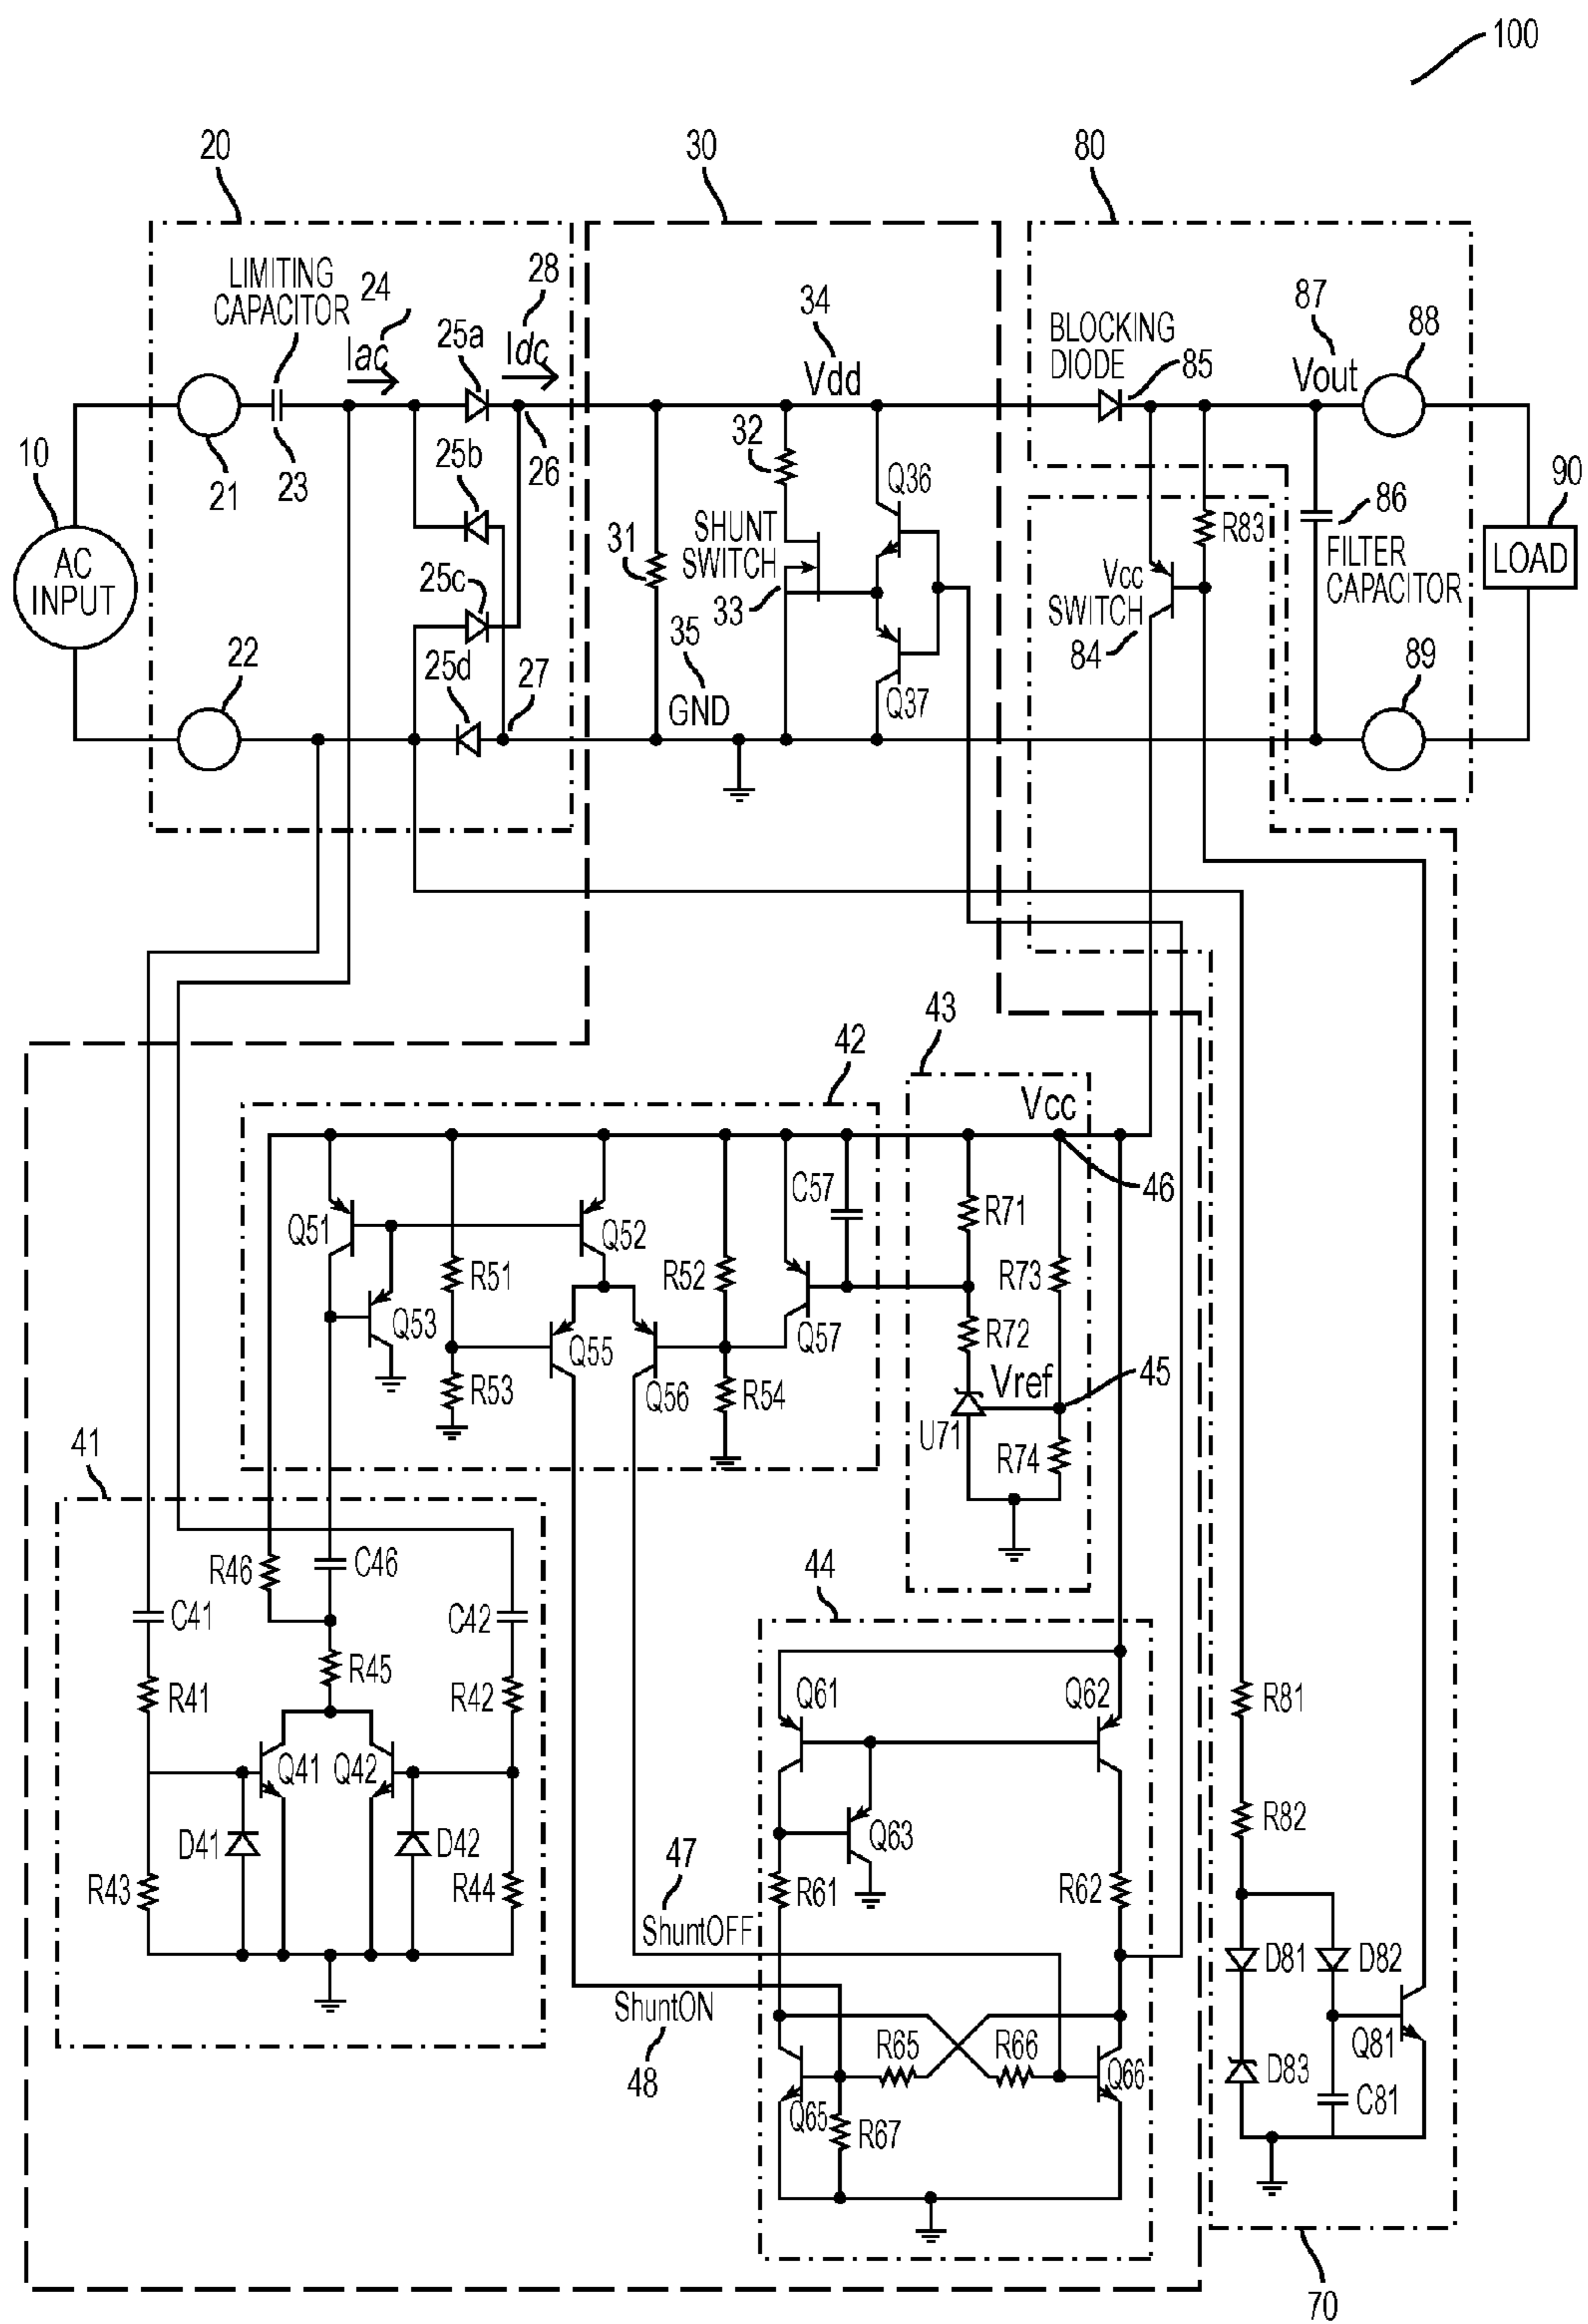 100
20
30
80
LIMITING
CAPACITOR
24
Iac
25a
28
Idc
34
Vdd
BLOCKING
DIODE
85
87
Vout
88
10
AC
INPUT
21
23
25b
26
32
Q36
SHUNT
SWITCH
33
31
R83
86
FILTER
CAPACITOR
90
LOAD
Vcc
SWITCH
84
25c
22
25d
27
35
GND
Q37
89
43
42
Vcc
46
Q51
Q52
C57
R71
R51
R52
R73
Q53
Q55
Q57
R72
R53
Q56
R54
Vref
45
U71
R74
41
R46
C46
44
C41
C42
R45
R41
R42
Q61
Q62
R81
Q41
Q42
R82
D41
D42
Q63
R43
R44
47
R61
R62
ShuntOFF
D81
D82
ShuntON
48
R65
R66
Q81
Q65
Q66
D83
C81
R67
70